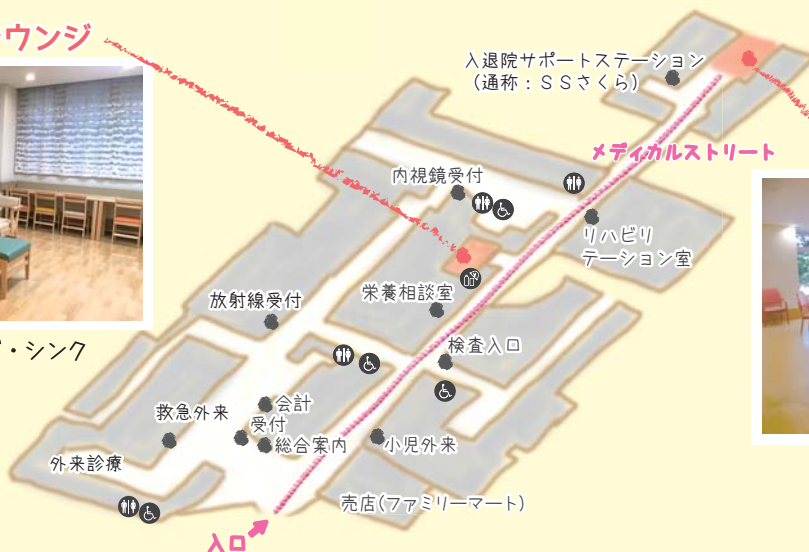 ウンジ
入退院サポートステーション
(通称:SSさくら)
メディカルストリート
内視鏡受付
リハビリ
テーション室
栄養相談室
放射線受付
・シンク
検査入口
会計
救急外来
受付
総合案内
小児外来
外来診療
売店(ファミリーマート)
入口